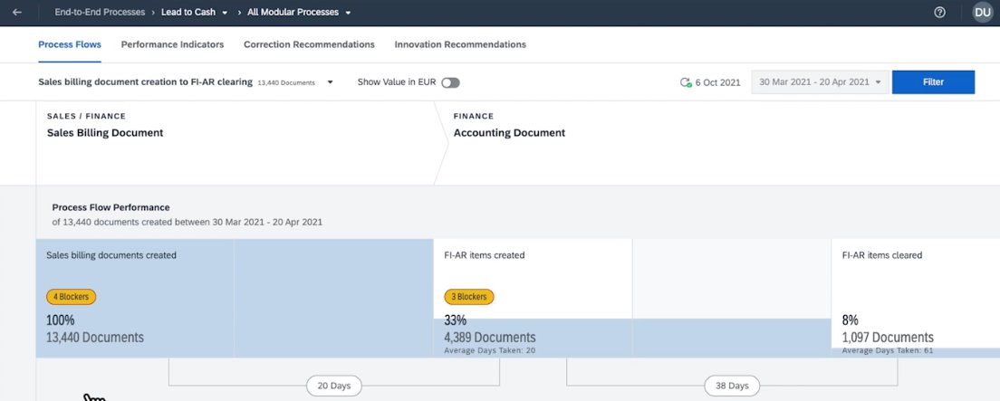 End-to-End Processes › Lead to Cash › All Modular Processes DU
Process Flows Performance Indicators Correction Recommendations Innovation Recommendations
Sales billing document creation to FI-AR clearing 13,440 Documents Show Value in EUR 6 Oct 2021 30 Mar 2021 - 20 Apr 2021 Filter
SALES / FINANCE FINANCE
Sales Billing Document Accounting Document
Process Flow Performance
of 13,440 documents created between 30 Mar 2021 - 20 Apr 2021
Sales billing documents created FI-AR items created FI-AR items cleared
4 Blockers 3 Blockers
100% 33% 8%
13,440 Documents 4,389 Documents 1,097 Documents
Average Days Taken: 20 Average Days Taken: 61
20 Days 38 Days